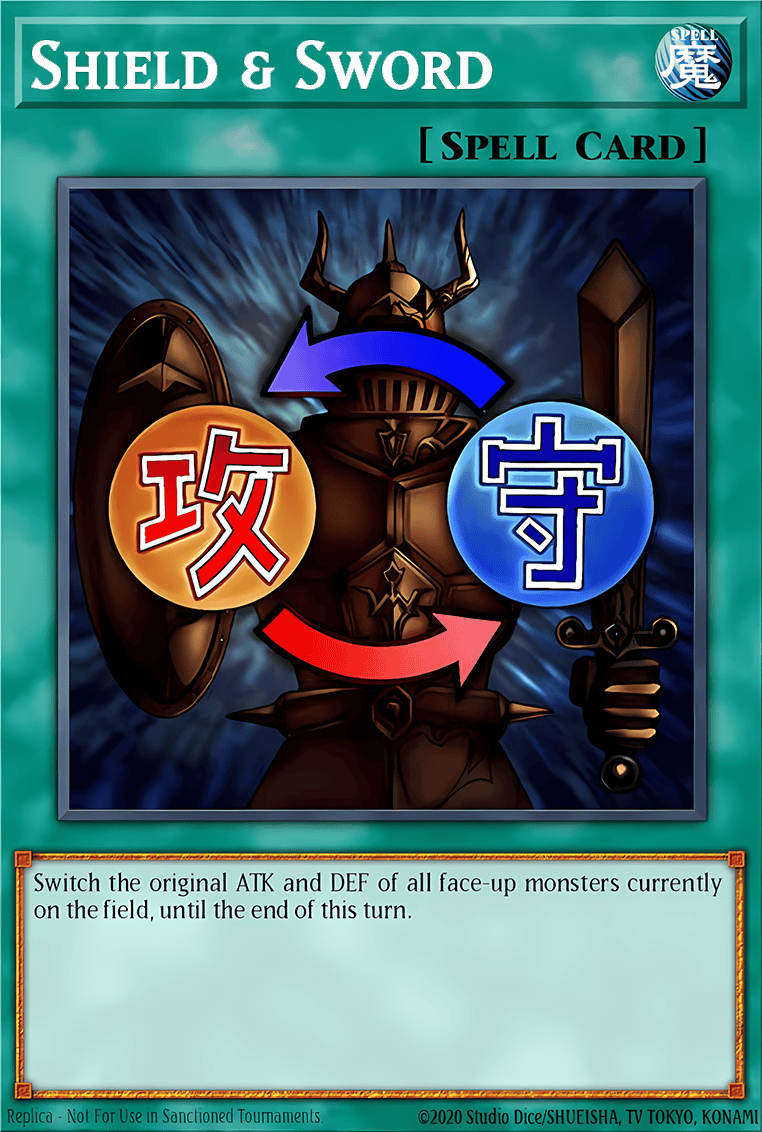 SHIELD & SWORD
SPELL
魔
[SPELL CARD]
攻
守
Switch the original ATK and DEF of all face-up monsters currently
on the field, until the end of this turn.
Replica - Not For Use in Sanctioned Tournaments.
©2020 Studio Dice/SHUEISHA, TV TOKYO, KONAMI